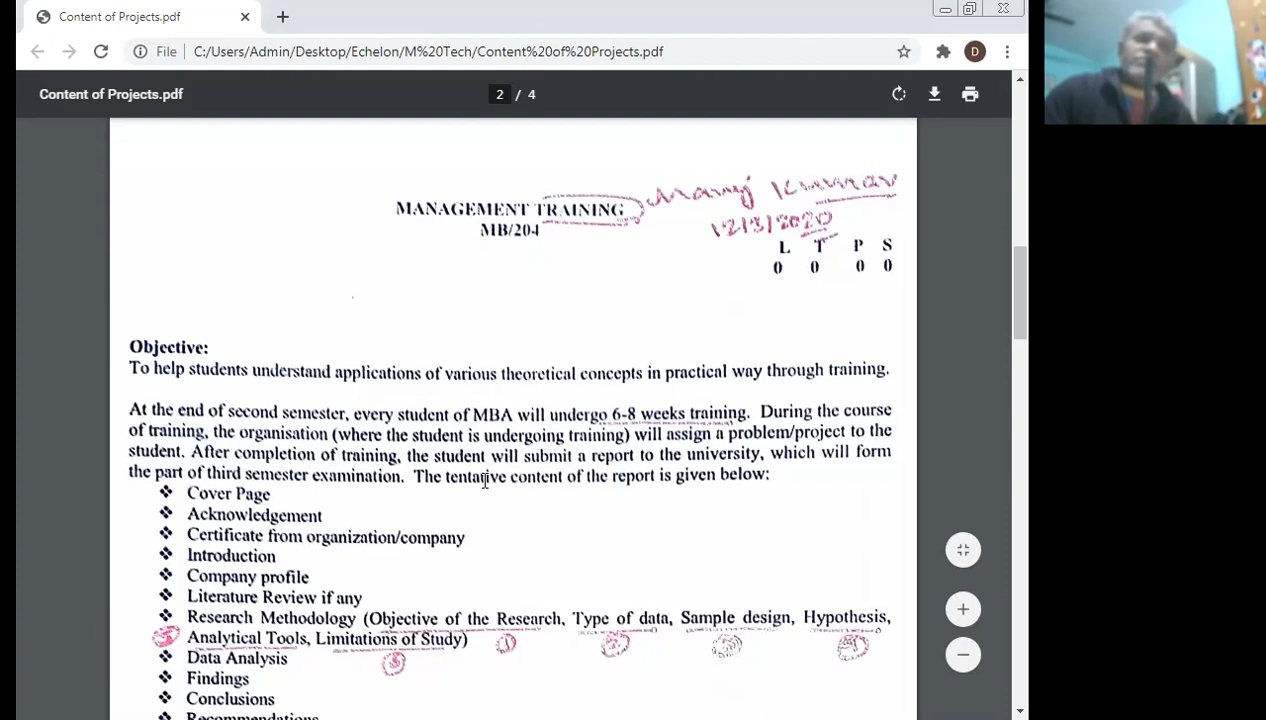 Content of Projects.pdf
File C:/Users/Admin/Desktop/Echelon/M%20Tech/Content%20of%20Projects.pdf
D
Content of Projects.pdf
2 / 4
MANAGEMENT TRAINING
Kumar
MB/204
12/3/2020
L T P S
0 0 0 0
Objective:
To help students understand applications of various theoretical concepts in practical way through training.
At the end of second semester, every student of MBA will undergo 6-8 weeks training. During the course
of training, the organisation (where the student is undergoing training) will assign a problem/project to the
student. After completion of training, the student will submit a report to the university, which will form
the part of third semester examination. The tentative content of the report is given below:
❖ Cover Page
❖ Acknowledgement
❖ Certificate from organization/company
❖ Introduction
❖ Company profile
❖ Literature Review if any
❖ Research Methodology (Objective of the Research, Type of data, Sample design, Hypothesis,
Analytical Tools, Limitations of Study)
❖ Data Analysis
❖ Findings
❖ Conclusions
❖ Recommendations